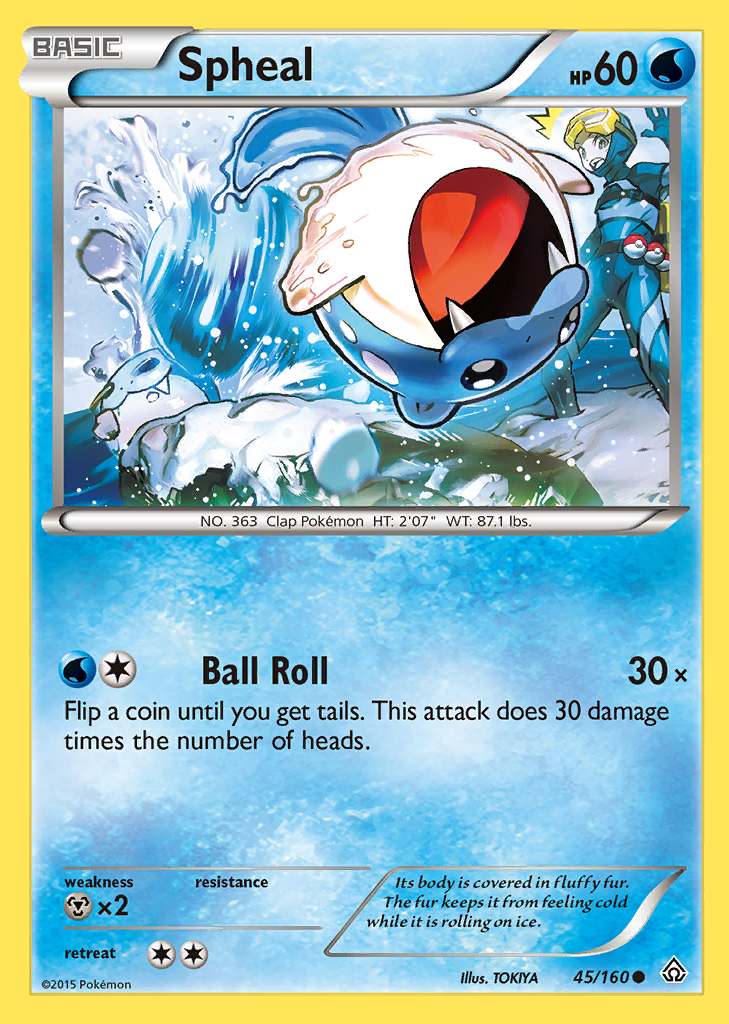 BASIC
Spheal
HP60
NO. 363 Clap Pokémon HT: 2'07" WT: 87.1 lbs.
Ball Roll
30×
Flip a coin until you get tails. This attack does 30 damage
times the number of heads.
weakness
resistance
×2
retreat
Its body is covered in fluffy fur.
The fur keeps it from feeling cold
while it is rolling on ice.
Illus. TOKIYA
45/160
©2015 Pokémon